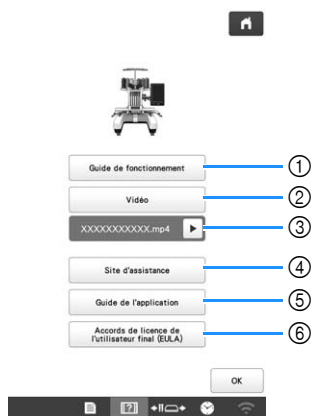 Guide de fonctionnement
①
Vidéo
②
XXXXXXXXXXX.mp4
③
Site d'assistance
④
Guide de l'application
⑤
Accords de licence de
l'utilisateur final (EULA)
⑥
OK
[?]